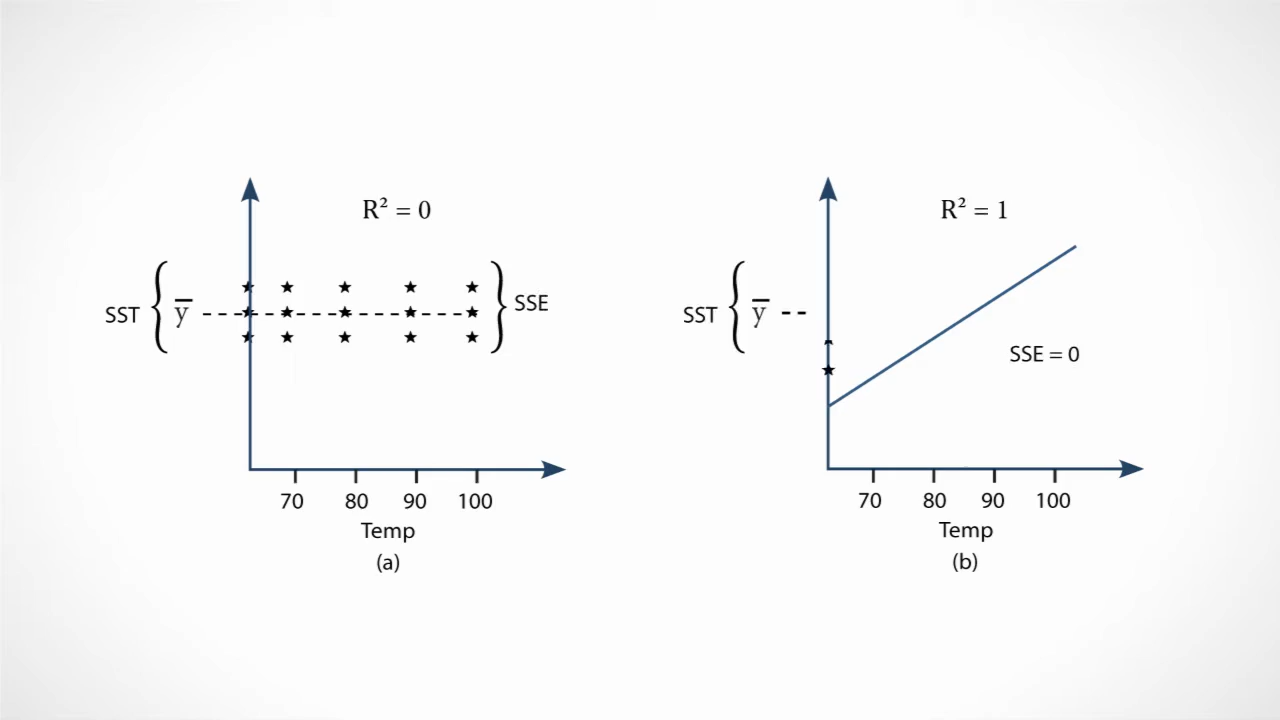 R² = 0
SST { y̅
} SSE
70 80 90 100
Temp
(a)
R² = 1
SST { y̅
SSE = 0
70 80 90 100
Temp
(b)